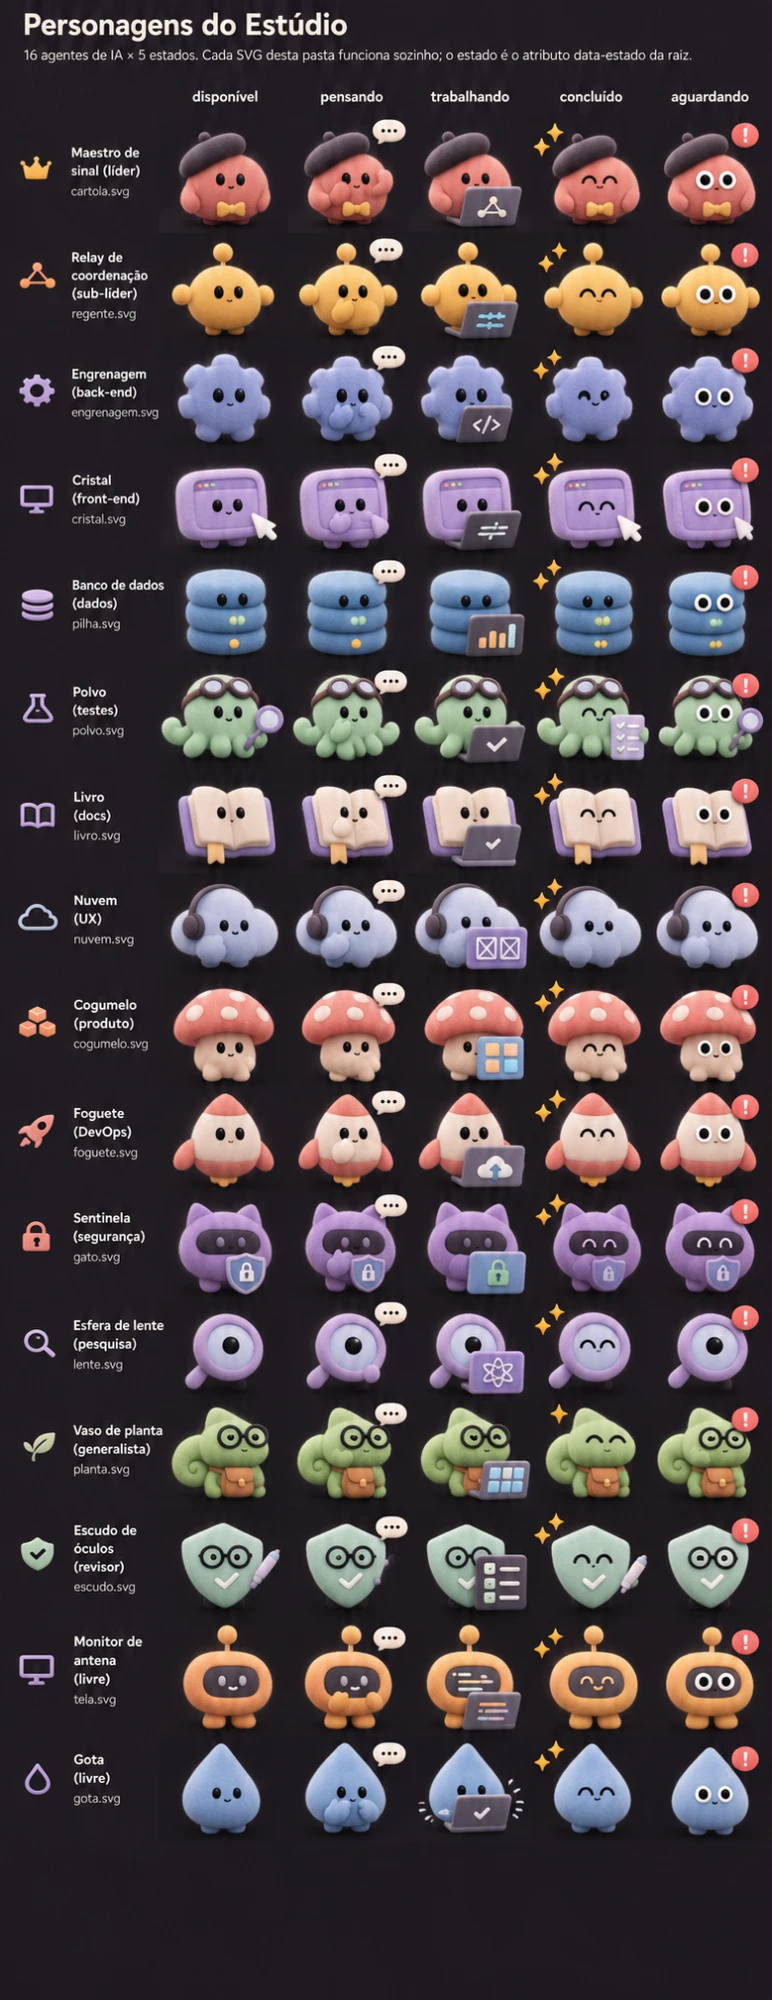 Personagens do Estúdio
16 agentes de IA × 5 estados. Cada SVG desta pasta funciona sozinho; o estado é o atributo data-estado da raiz.
disponível pensando trabalhando concluído aguardando
Maestro de
sinal (líder)
cartola.svg
Relay de
coordenação
(sub-líder)
regente.svg
Engrenagem
(back-end)
engrenagem.svg
</>
Cristal
(front-end)
cristal.svg
Banco de dados
(dados)
pilha.svg
Polvo
(testes)
polvo.svg
Livro
(docs)
livro.svg
Nuvem
(UX)
nuvem.svg
Cogumelo
(produto)
cogumelo.svg
Foguete
(DevOps)
foguete.svg
Sentinela
(segurança)
gato.svg
Esfera de lente
(pesquisa)
lente.svg
Vaso de planta
(generalista)
planta.svg
Escudo de
óculos
(revisor)
escudo.svg
Monitor de
antena
(livre)
tela.svg
Gota
(livre)
gota.svg